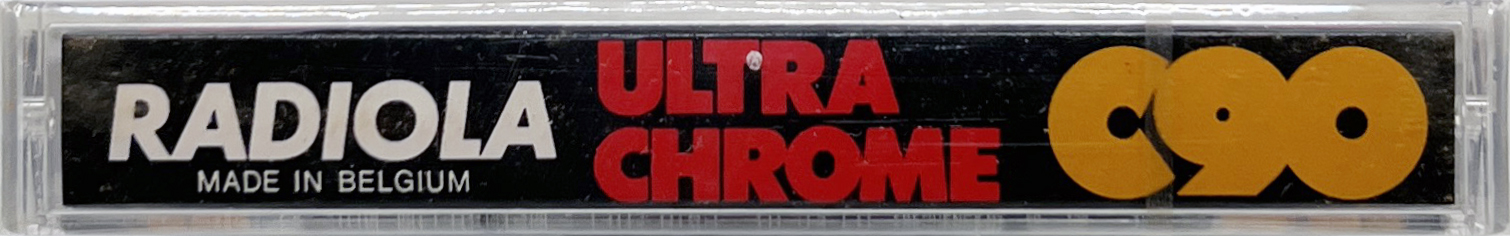 RADIOLA
MADE IN BELGIUM
ULTRA
CHROME
C90